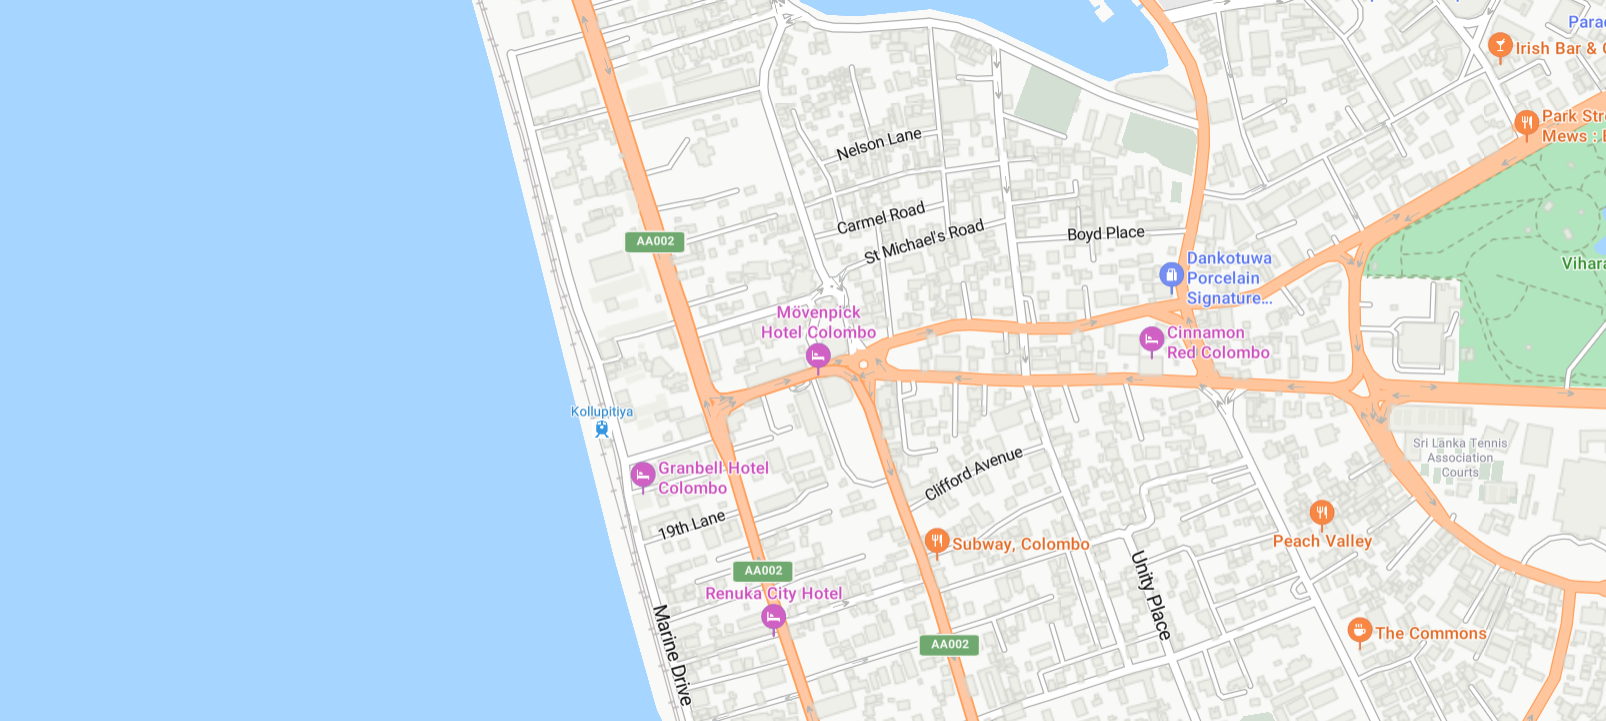 Para
Irish Bar & G
Park Stre
Mews : E
Nelson Lane
Carmel Road
St Michael's Road
Boyd Place
AA002
Dankotuwa
Porcelain
Signature...
Vihara
Mövenpick
Hotel Colombo
Cinnamon
Red Colombo
Kollupitiya
Granbell Hotel
Colombo
Clifford Avenue
Sri Lanka Tennis
Association
Courts
19th Lane
Subway, Colombo
Peach Valley
AA002
Renuka City Hotel
Unity Place
Marine Drive
The Commons
AA002